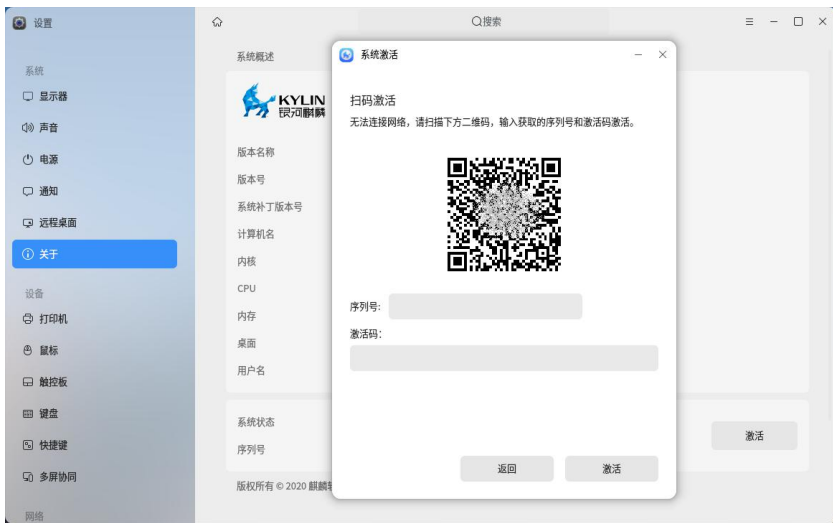 设置
搜索
系统
显示器
声音
电源
通知
远程桌面
关于
设备
打印机
鼠标
触控板
键盘
快捷键
多屏协同
网络
系统概述
KYLIN
银河麒麟
版本名称
版本号
系统补丁版本号
计算机名
内核
CPU
内存
桌面
用户名
系统状态
序列号
激活
版权所有 © 2020 麒麟
系统激活
扫码激活
无法连接网络，请扫描下方二维码，输入获取的序列号和激活码激活。
序列号:
激活码:
返回
激活